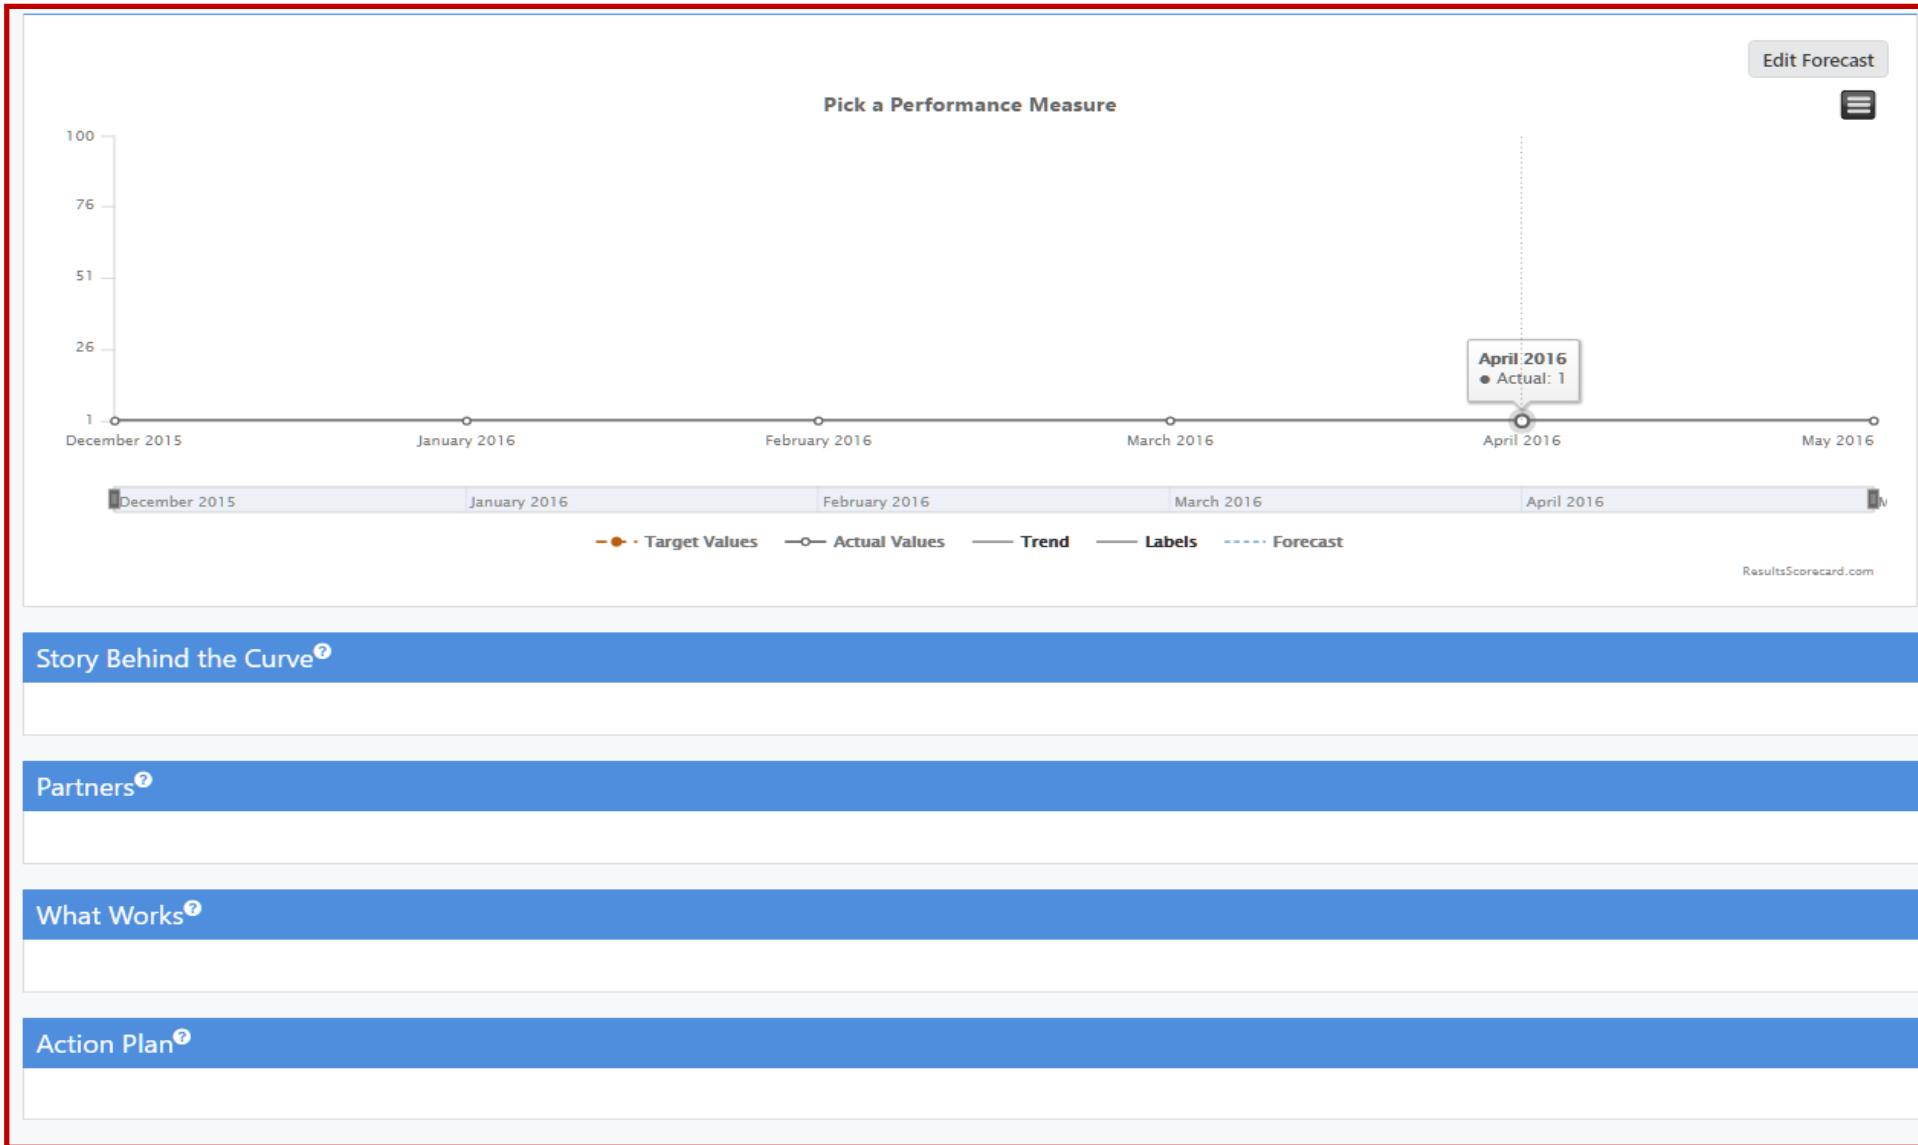 Edit Forecast
Pick a Performance Measure
100
76
51
26
1
April 2016
● Actual: 1
December 2015 January 2016 February 2016 March 2016 April 2016 May 2016
December 2015 January 2016 February 2016 March 2016 April 2016
Target Values Actual Values Trend Labels Forecast
ResultsScorecard.com
Story Behind the Curve?
Partners?
What Works?
Action Plan?